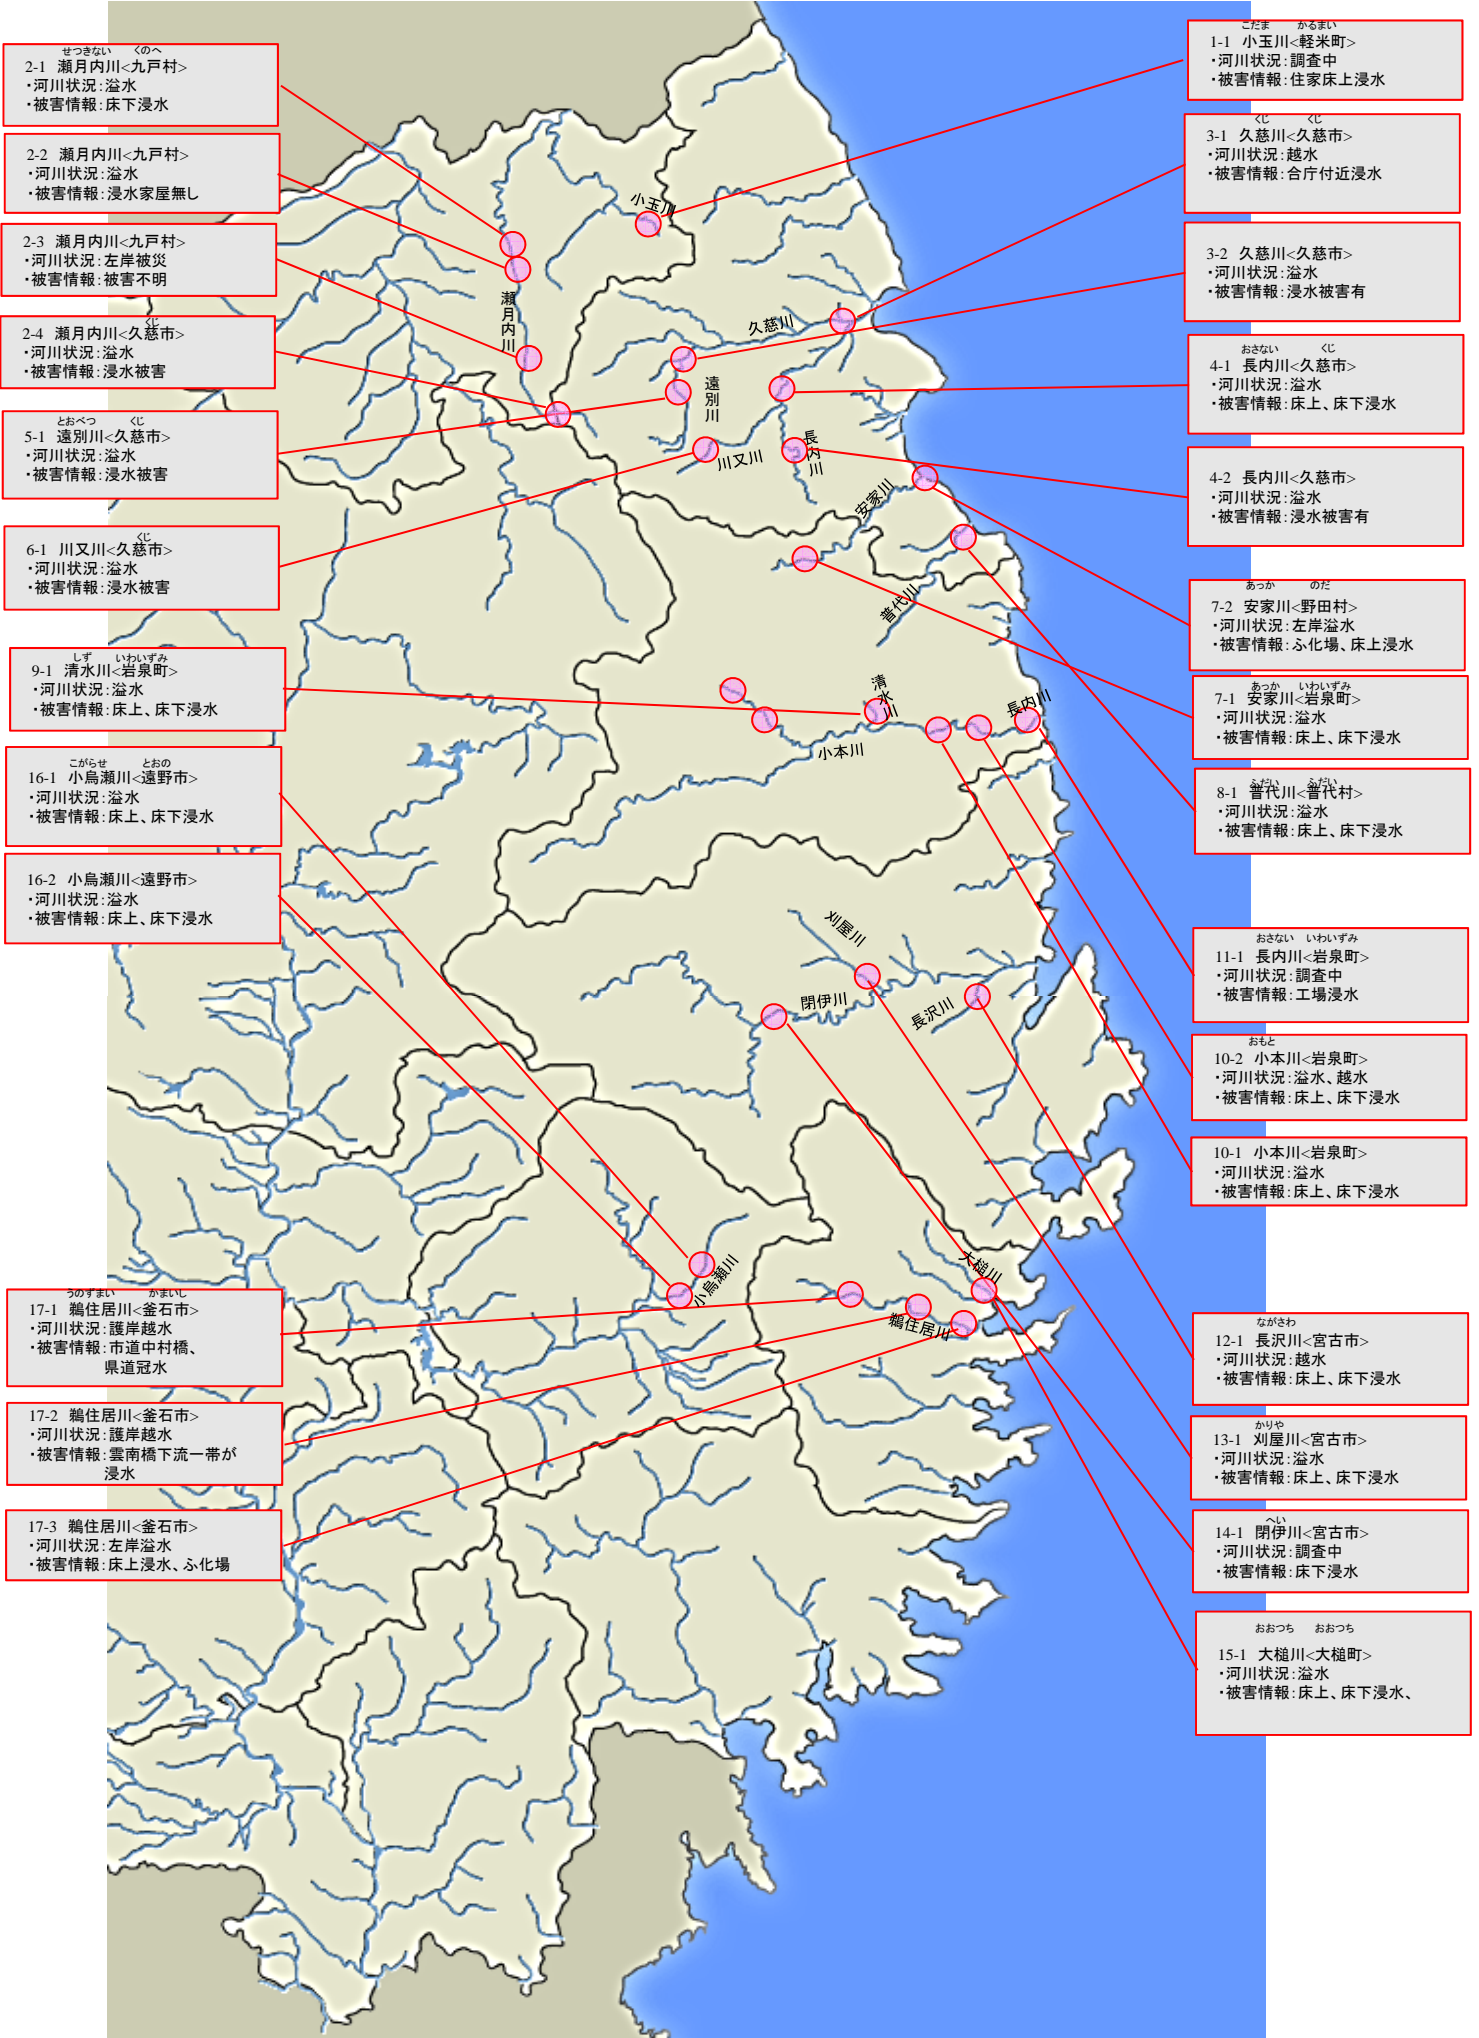 せつきない くのへ
2-1 瀬月内川<九戸村>
・河川状況：溢水
・被害情報：床下浸水
2-2 瀬月内川<九戸村>
・河川状況：溢水
・被害情報：浸水家屋無し
2-3 瀬月内川<九戸村>
・河川状況：左岸被災
・被害情報：被害不明
くじ
2-4 瀬月内川<久慈市>
・河川状況：溢水
・被害情報：浸水被害
とおべつ くじ
5-1 遠別川<久慈市>
・河川状況：溢水
・被害情報：浸水被害
くじ
6-1 川又川<久慈市>
・河川状況：溢水
・被害情報：浸水被害
しず いわいずみ
9-1 清水川<岩泉町>
・河川状況：溢水
・被害情報：床上、床下浸水
こがらせ とおの
16-1 小烏瀬川<遠野市>
・河川状況：溢水
・被害情報：床上、床下浸水
16-2 小烏瀬川<遠野市>
・河川状況：溢水
・被害情報：床上、床下浸水
うのすまい かまいし
17-1 鵜住居川<釜石市>
・河川状況：護岸越水
・被害情報：市道中村橋、
県道冠水
17-2 鵜住居川<釜石市>
・河川状況：護岸越水
・被害情報：雲南橋下流一帯が
浸水
17-3 鵜住居川<釜石市>
・河川状況：左岸溢水
・被害情報：床上浸水、ふ化場
小玉川
瀬月内川
久慈川
遠別川
川又川
長内川
安家川
普代川
清水川
長内川
小本川
刈屋川
閉伊川
長沢川
小烏瀬川
大槌川
鵜住居川
こだま かるまい
1-1 小玉川<軽米町>
・河川状況：調査中
・被害情報：住家床上浸水
くじ くじ
3-1 久慈川<久慈市>
・河川状況：越水
・被害情報：合庁付近浸水
3-2 久慈川<久慈市>
・河川状況：溢水
・被害情報：浸水被害有
おさない くじ
4-1 長内川<久慈市>
・河川状況：溢水
・被害情報：床上、床下浸水
4-2 長内川<久慈市>
・河川状況：溢水
・被害情報：浸水被害有
あっか のだ
7-2 安家川<野田村>
・河川状況：左岸溢水
・被害情報：ふ化場、床上浸水
あっか いわいずみ
7-1 安家川<岩泉町>
・河川状況：溢水
・被害情報：床上、床下浸水
ふだい ふだい
8-1 普代川<普代村>
・河川状況：溢水
・被害情報：床上、床下浸水
おさない いわいずみ
11-1 長内川<岩泉町>
・河川状況：調査中
・被害情報：工場浸水
おもと
10-2 小本川<岩泉町>
・河川状況：溢水、越水
・被害情報：床上、床下浸水
10-1 小本川<岩泉町>
・河川状況：溢水
・被害情報：床上、床下浸水
ながさわ
12-1 長沢川<宮古市>
・河川状況：越水
・被害情報：床上、床下浸水
かりや
13-1 刈屋川<宮古市>
・河川状況：溢水
・被害情報：床上、床下浸水
へい
14-1 閉伊川<宮古市>
・河川状況：調査中
・被害情報：床下浸水
おおつち おおつち
15-1 大槌川<大槌町>
・河川状況：溢水
・被害情報：床上、床下浸水、